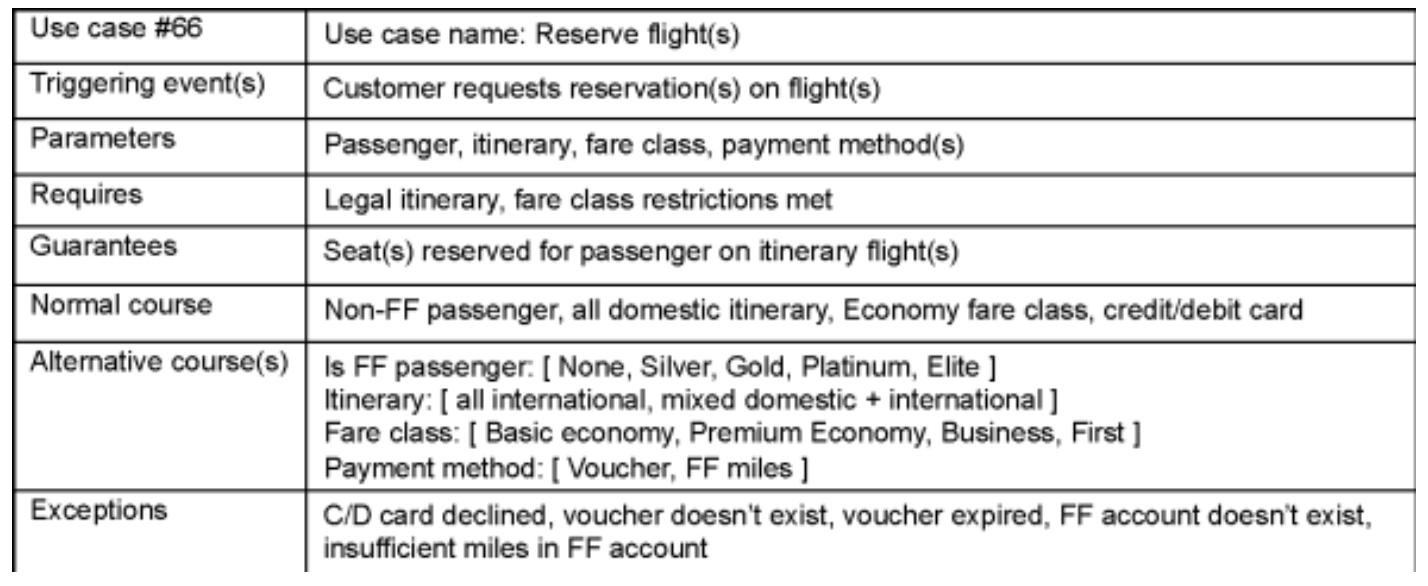 Use case #66
Use case name: Reserve flight(s)
Triggering event(s)
Customer requests reservation(s) on flight(s)
Parameters
Passenger, itinerary, fare class, payment method(s)
Requires
Legal itinerary, fare class restrictions met
Guarantees
Seat(s) reserved for passenger on itinerary flight(s)
Normal course
Non-FF passenger, all domestic itinerary, Economy fare class, credit/debit card
Alternative course(s)
Is FF passenger: [ None, Silver, Gold, Platinum, Elite ]
Itinerary: [ all international, mixed domestic + international ]
Fare class: [ Basic economy, Premium Economy, Business, First ]
Payment method: [ Voucher, FF miles ]
Exceptions
C/D card declined, voucher doesn't exist, voucher expired, FF account doesn't exist,
insufficient miles in FF account